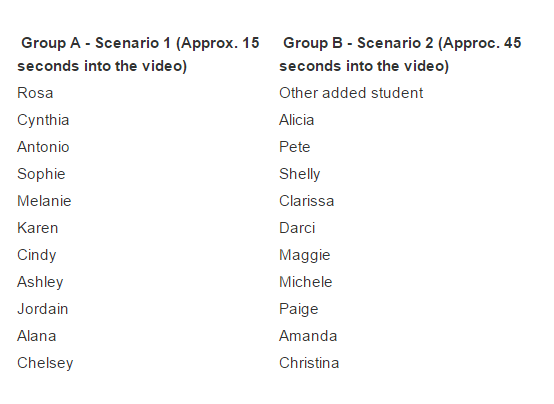 Group A - Scenario 1 (Approx. 15 seconds into the video)
Group B - Scenario 2 (Approc. 45 seconds into the video)
Rosa
Other added student
Cynthia
Alicia
Antonio
Pete
Sophie
Shelly
Melanie
Clarissa
Karen
Darci
Cindy
Maggie
Ashley
Michele
Jordain
Paige
Alana
Amanda
Chelsey
Christina